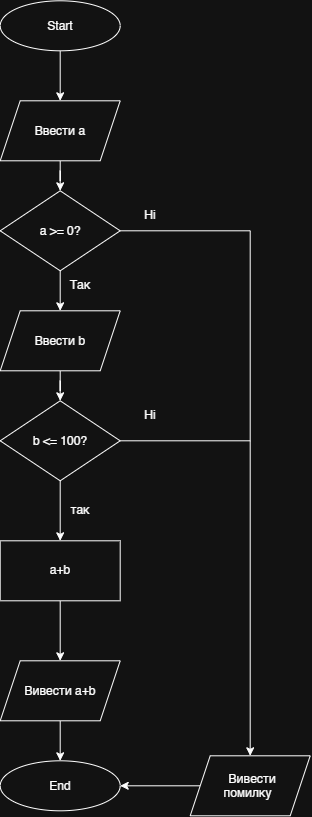 Start
Ввести a
a >= 0?
Ні
Так
Ввести b
b <= 100?
Ні
так
a+b
Вивести a+b
End
Вивести
помилку